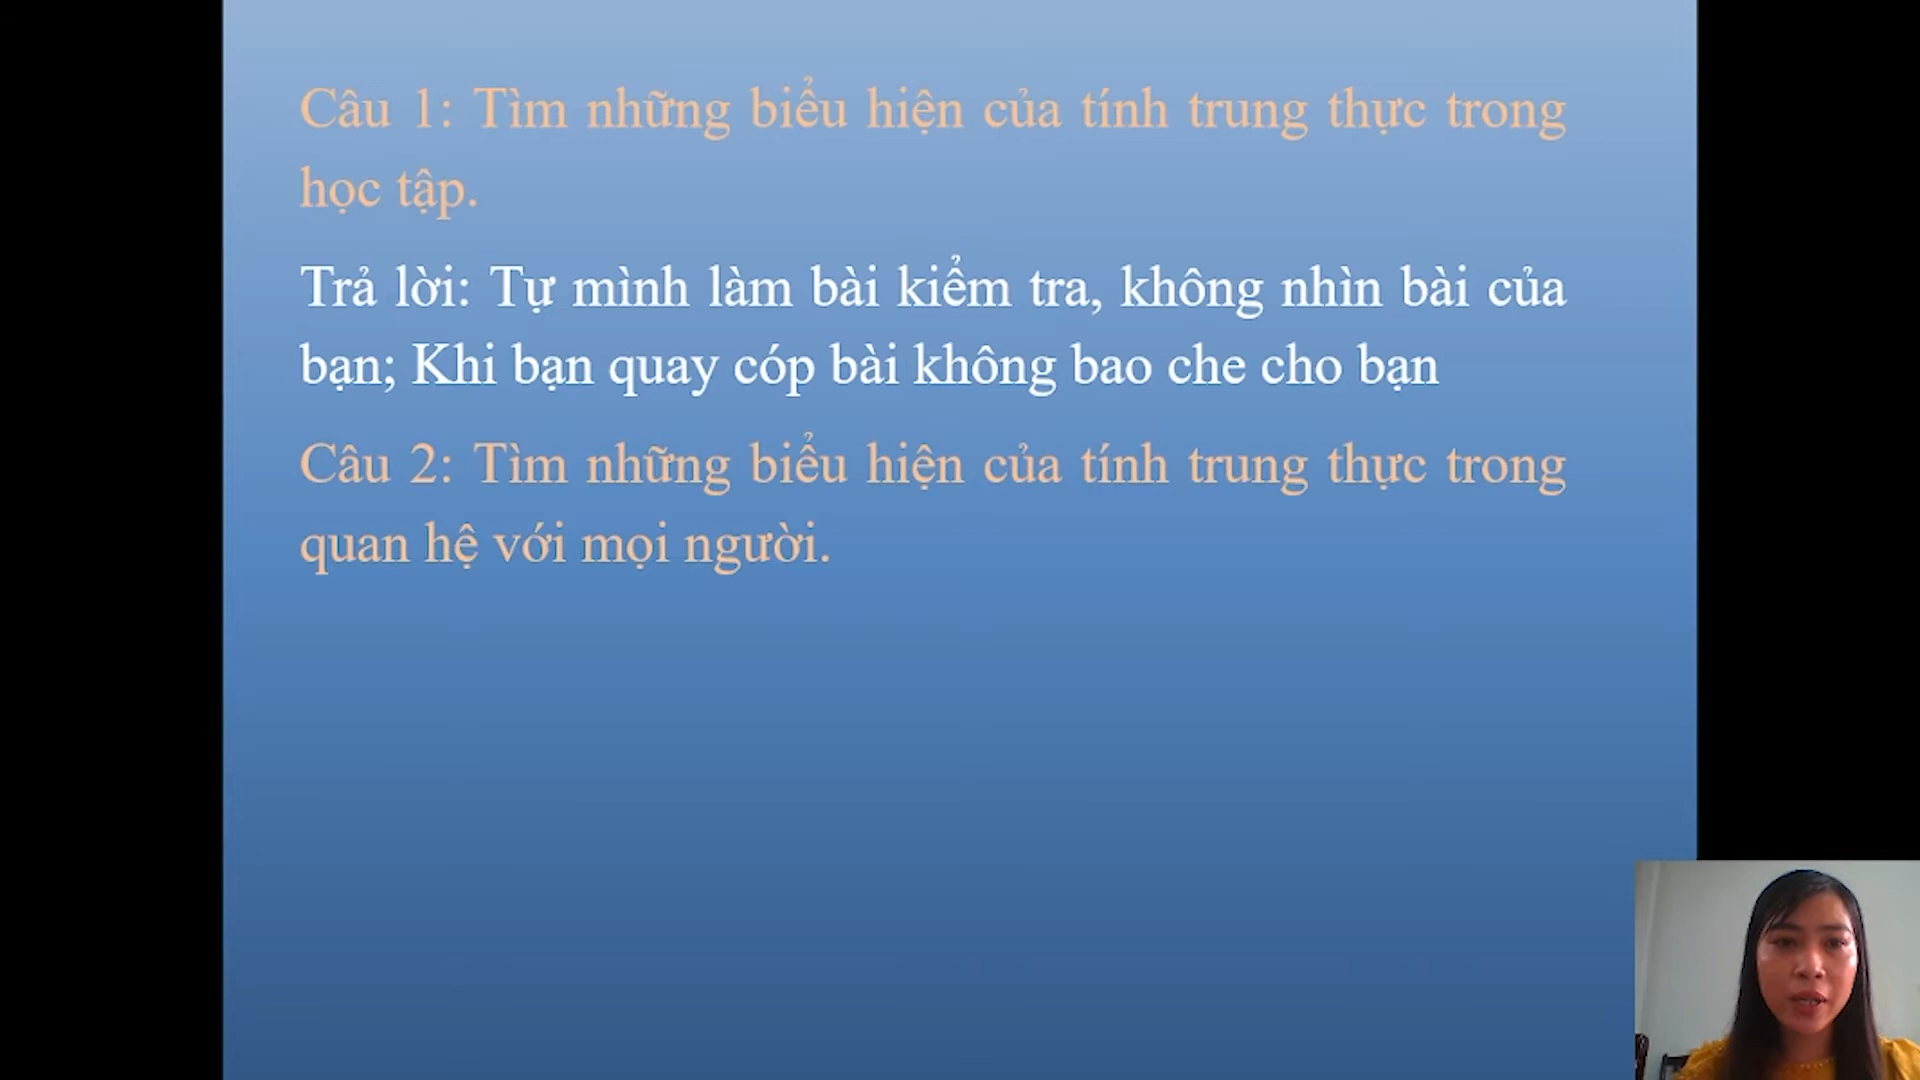 Câu 1: Tìm những biểu hiện của tính trung thực trong
học tập.
Trả lời: Tự mình làm bài kiểm tra, không nhìn bài của
bạn; Khi bạn quay cóp bài không bao che cho bạn
Câu 2: Tìm những biểu hiện của tính trung thực trong
quan hệ với mọi người.